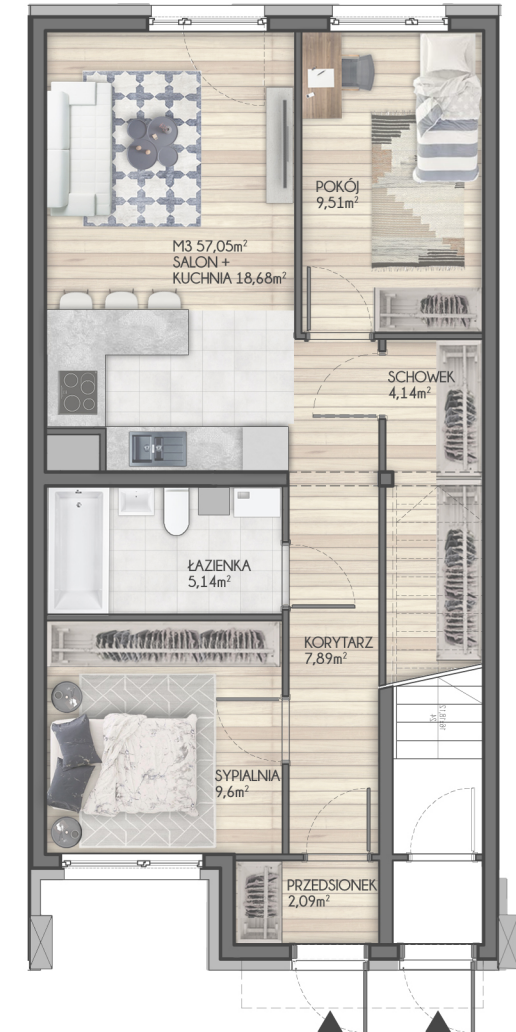 POKÓJ
9,51m²
M3 57,05m²
SALON +
KUCHNIA 18,68m²
SCHOWEK
4,14m²
ŁAZIENKA
5,14m²
KORYTARZ
7,89m²
SYPIALNIA
9,6m²
PRZEDSIONEK
2,09m²